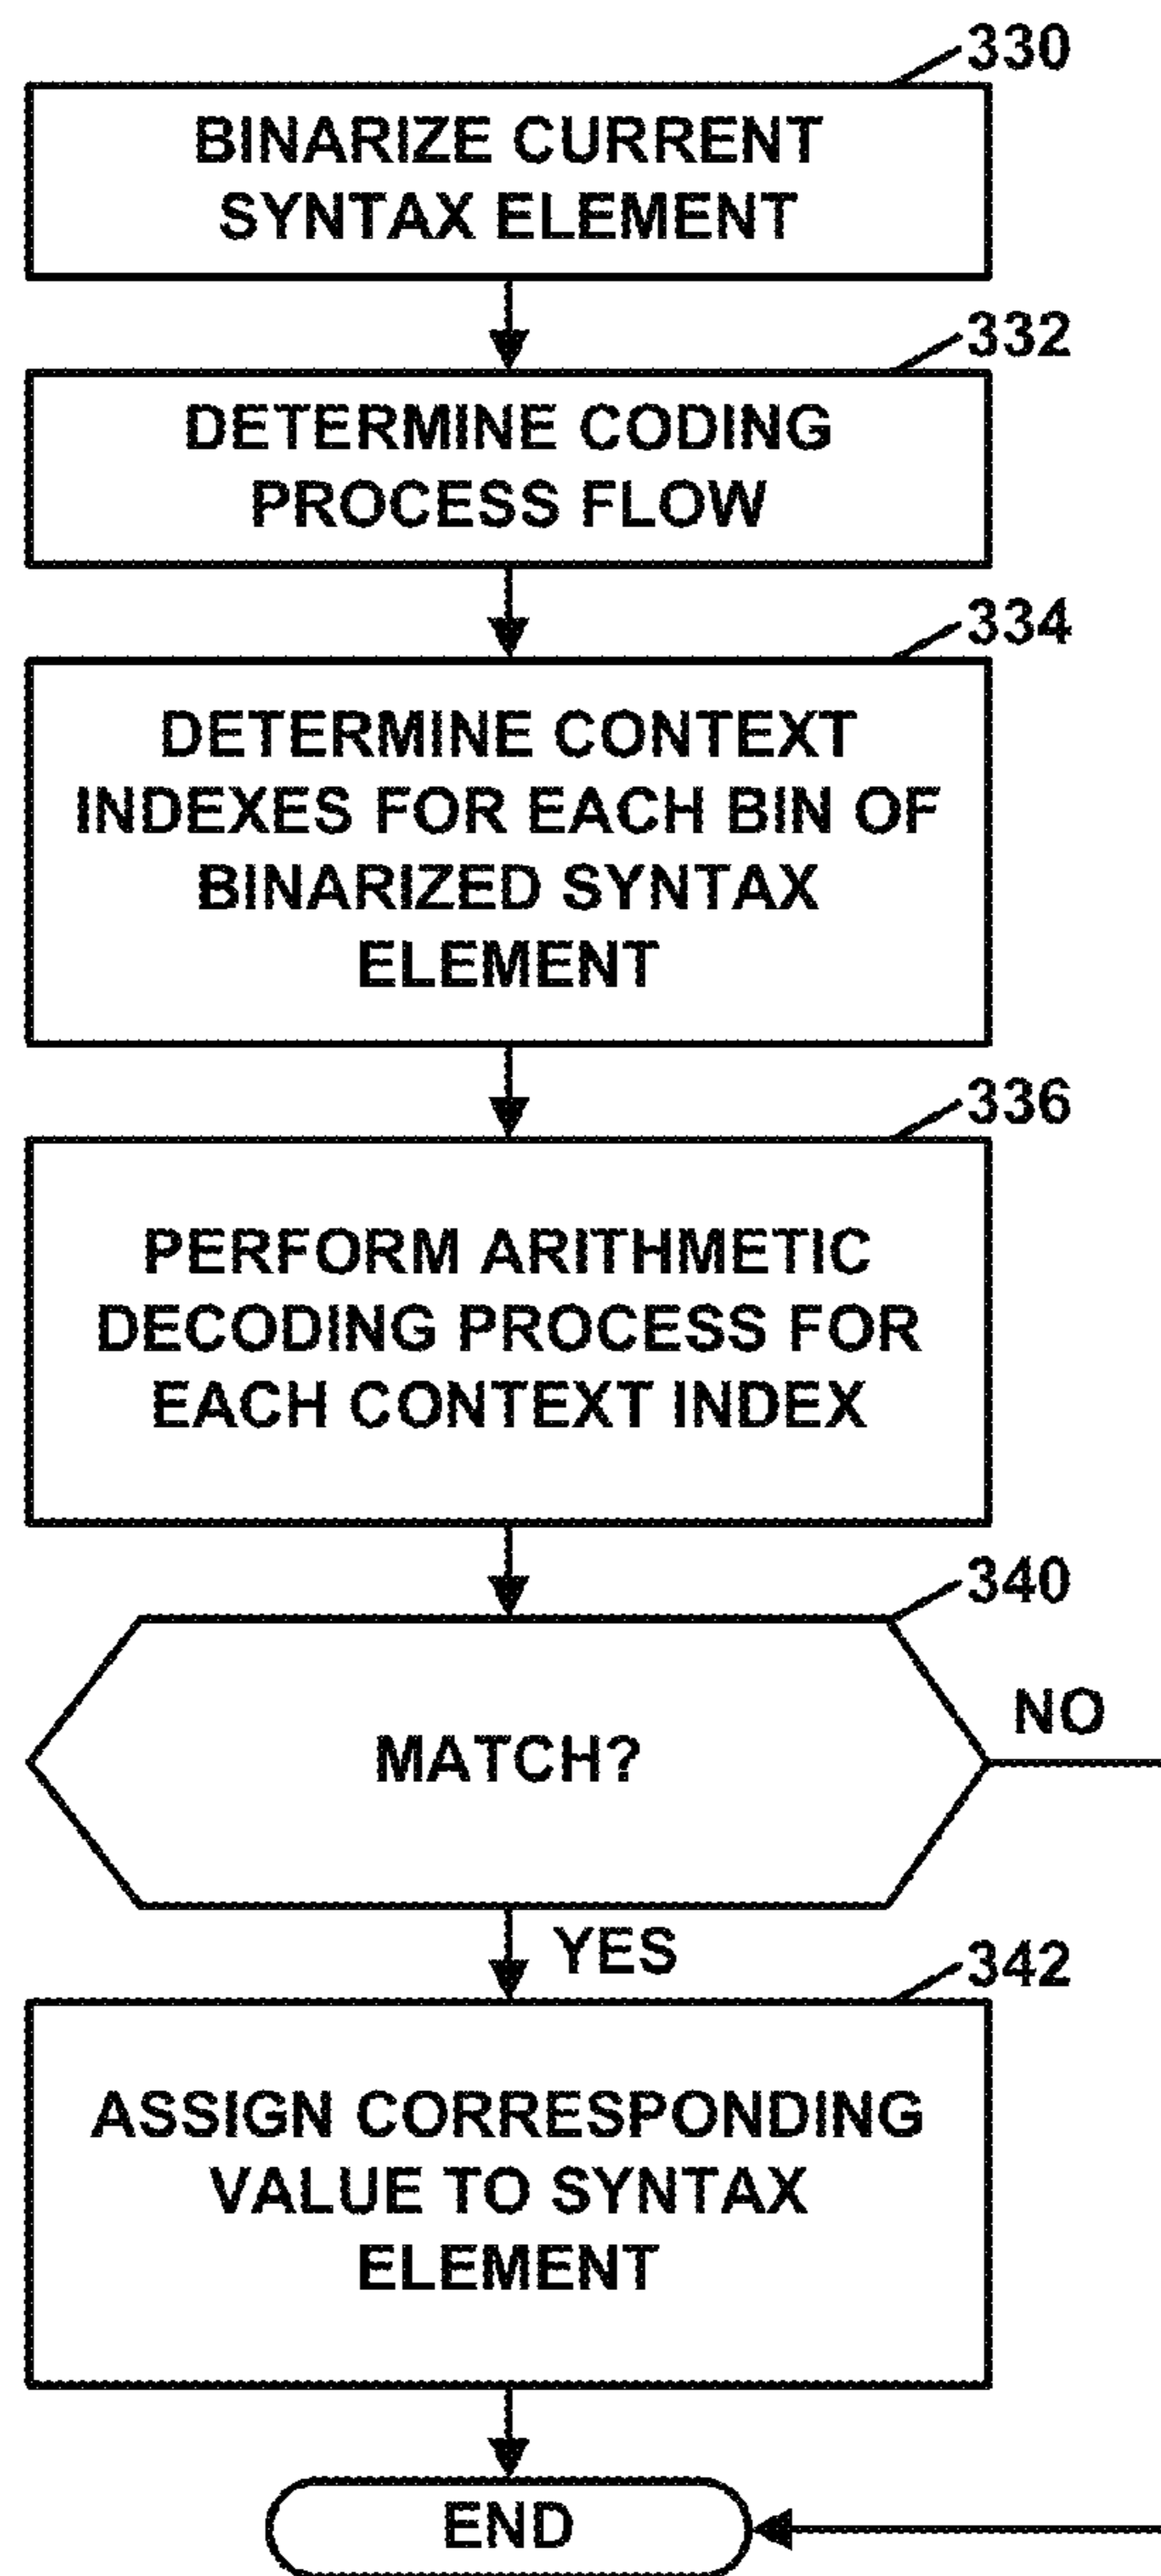 330
BINARIZE CURRENT
SYNTAX ELEMENT
332
DETERMINE CODING
PROCESS FLOW
334
DETERMINE CONTEXT
INDEXES FOR EACH BIN OF
BINARIZED SYNTAX
ELEMENT
336
PERFORM ARITHMETIC
DECODING PROCESS FOR
EACH CONTEXT INDEX
340
NO
MATCH?
YES
342
ASSIGN CORRESPONDING
VALUE TO SYNTAX
ELEMENT
END